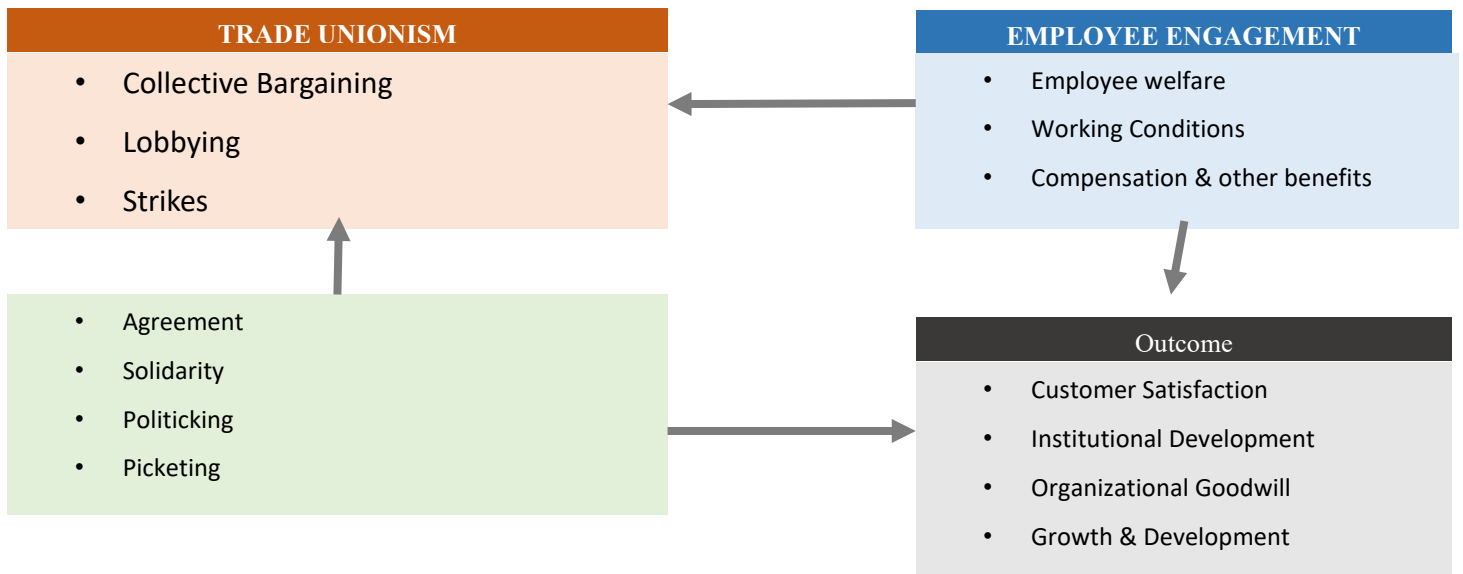 TRADE UNIONISM
• Collective Bargaining
• Lobbying
• Strikes
EMPLOYEE ENGAGEMENT
• Employee welfare
• Working Conditions
• Compensation & other benefits
• Agreement
• Solidarity
• Politicking
• Picketing
Outcome
• Customer Satisfaction
• Institutional Development
• Organizational Goodwill
• Growth & Development